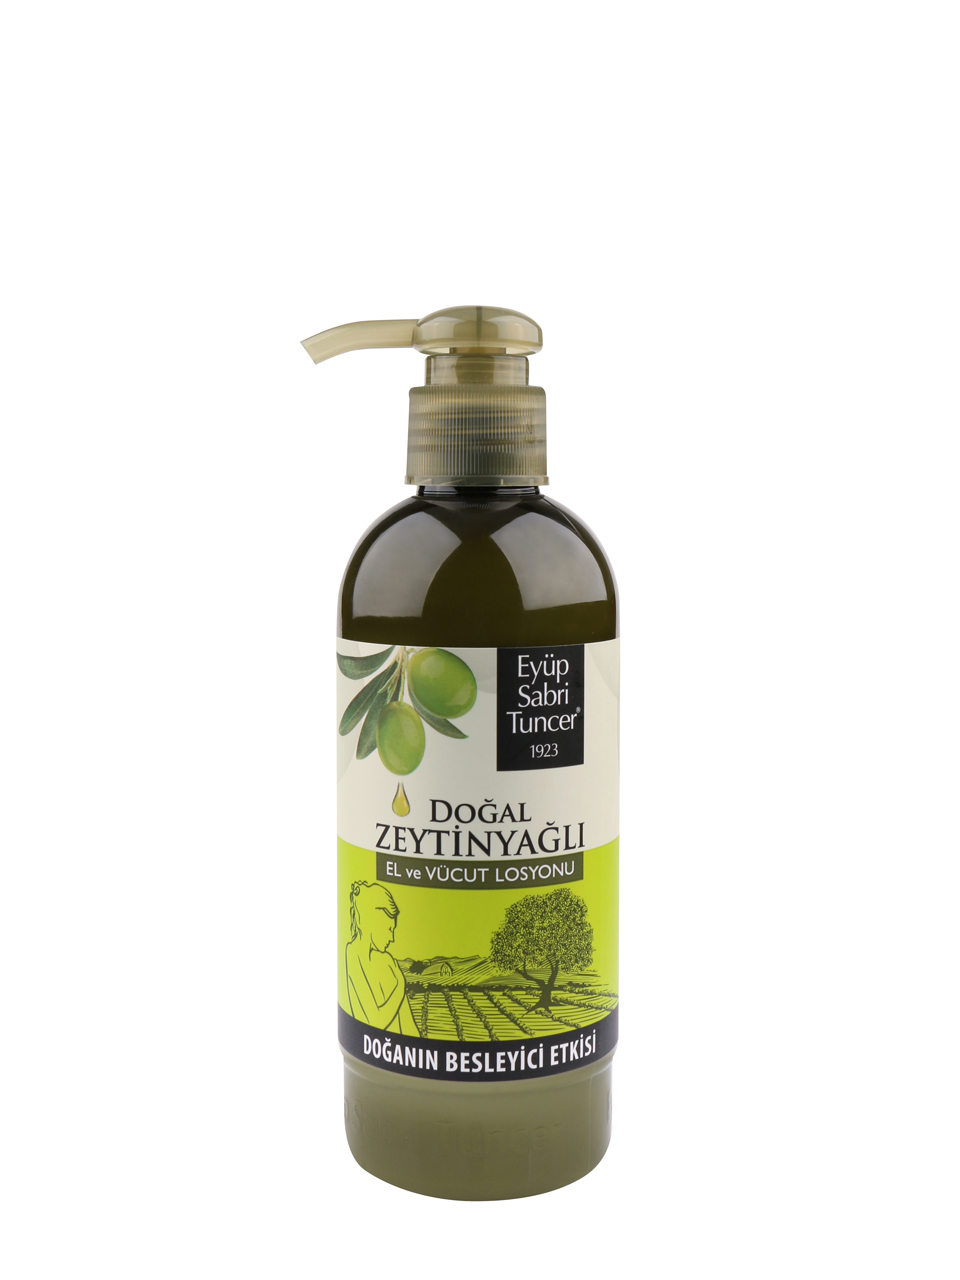 Eyüp
Sabri
Tuncer®
1923
DOĞAL
ZEYTİNYAĞLI
EL ve VÜCUT LOSYONU
DOĞANIN BESLEYİCİ ETKİSİ